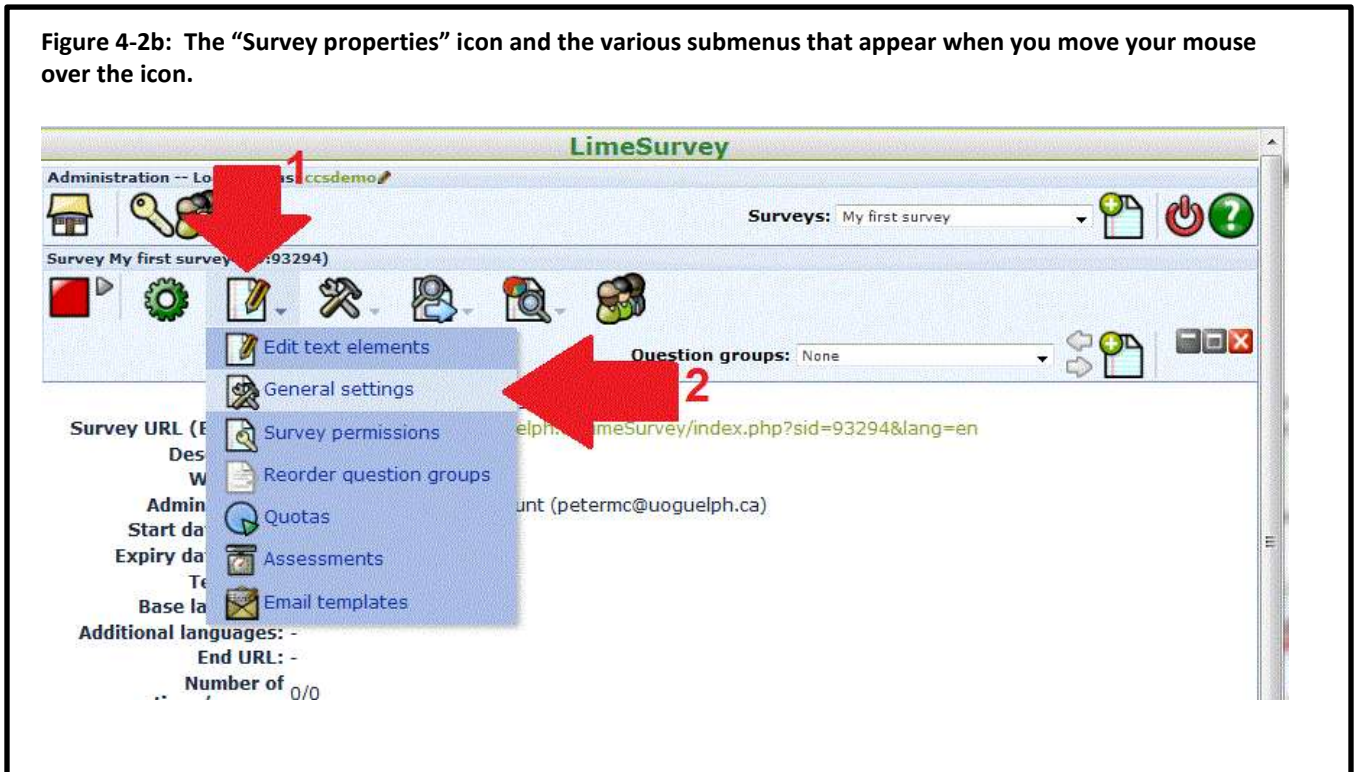 Figure 4-2b: The “Survey properties” icon and the various submenus that appear when you move your mouse
over the icon.
LimeSurvey
1
Administration -- Lo as: ccsdemo
Surveys: My first survey
Survey My first survey :93294)
Edit text elements
Question groups: None
General settings
2
Survey URL (E elph. imeSurvey/index.php?sid=93294&lang=en
Survey permissions
Des
W
Reorder question groups
Admin unt (petermc@uoguelph.ca)
Quotas
Start da
Expiry da
Assessments
Te
Base la
Email templates
Additional languages: -
End URL: -
Number of 0/0